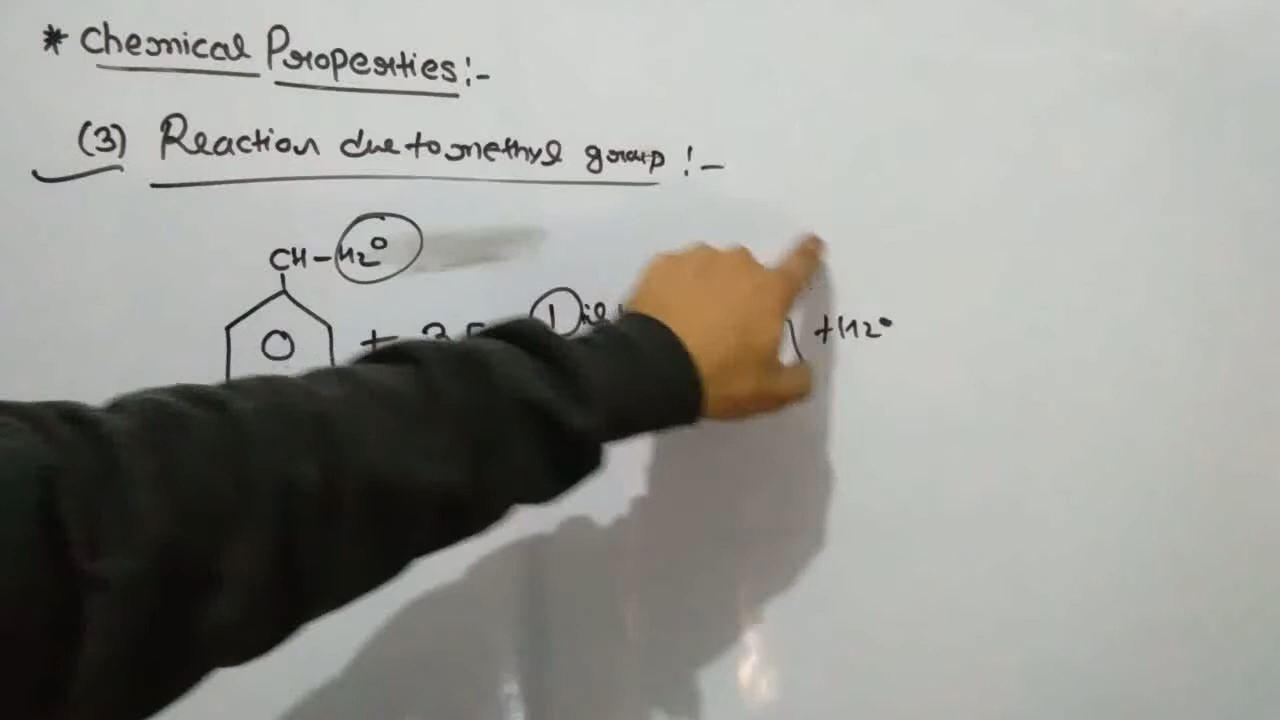 * Chemical Properties:-
(3) Reaction due to methyl group :-
CH-H2O
+ + H2O